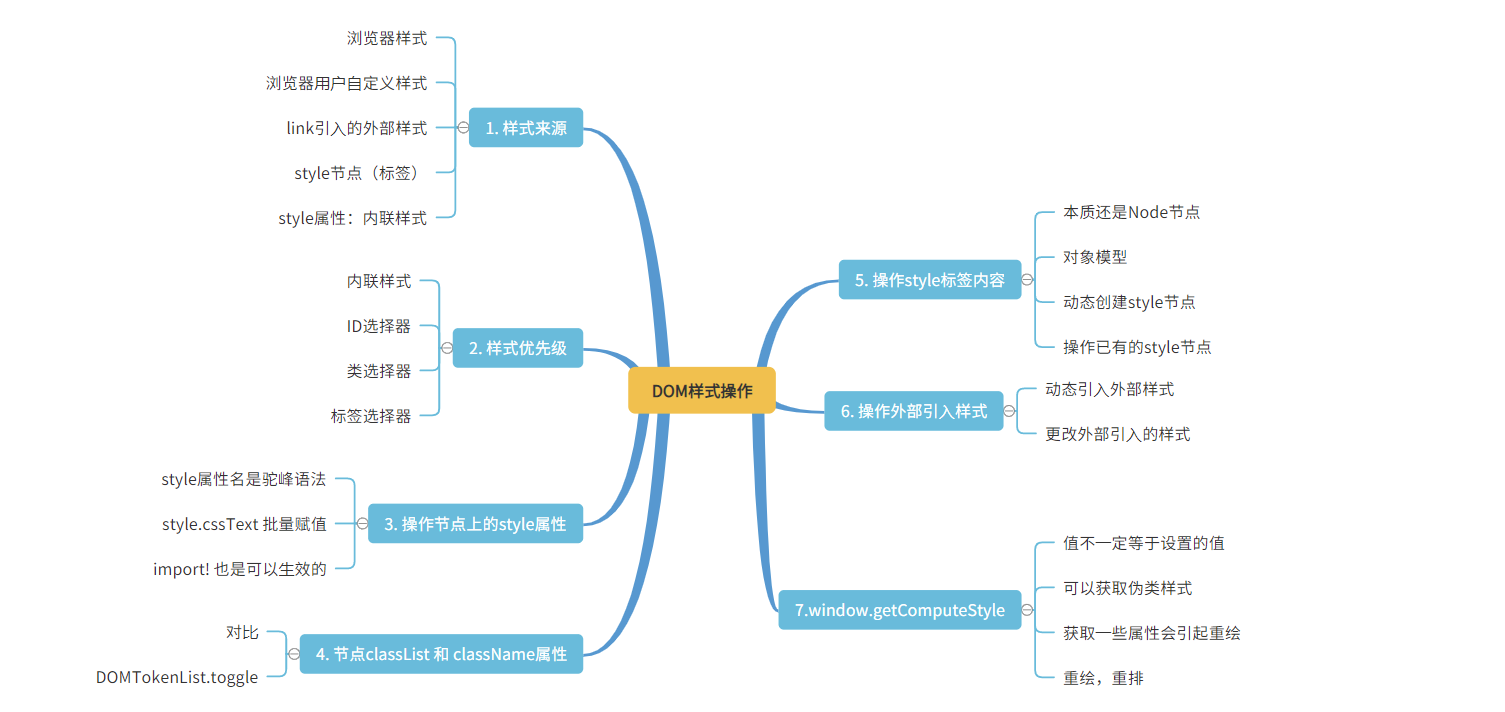 DOM样式操作
1. 样式来源
浏览器样式
浏览器用户自定义样式
link引入的外部样式
style节点（标签）
style属性：内联样式
2. 样式优先级
内联样式
ID选择器
类选择器
标签选择器
3. 操作节点上的style属性
style属性名是驼峰语法
style.cssText 批量赋值
import! 也是可以生效的
4. 节点classList 和 className属性
对比
DOMTokenList.toggle
5. 操作style标签内容
本质还是Node节点
对象模型
动态创建style节点
操作已有的style节点
6. 操作外部引入样式
动态引入外部样式
更改外部引入的样式
7.window.getComputeStyle
值不一定等于设置的值
可以获取伪类样式
获取一些属性会引起重绘
重绘，重排